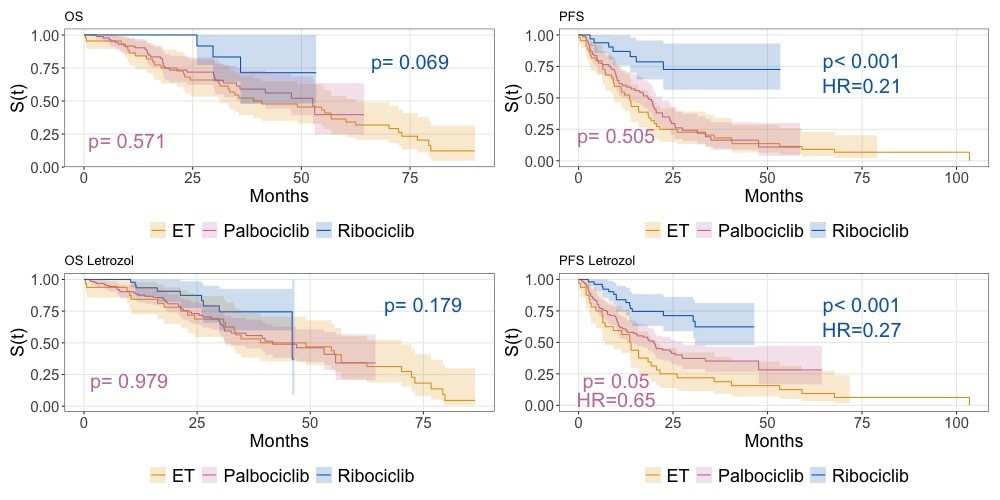 OS
S(t)
1.00
0.75
0.50
0.25
0.00
p= 0.069
p= 0.571
0 25 50 75
Months
ET Palbociclib Ribociclib
PFS
S(t)
1.00
0.75
0.50
0.25
0.00
p< 0.001
HR=0.21
p= 0.505
0 25 50 75 100
Months
ET Palbociclib Ribociclib
OS Letrozol
S(t)
1.00
0.75
0.50
0.25
0.00
p= 0.179
p= 0.979
0 25 50 75
Months
ET Palbociclib Ribociclib
PFS Letrozol
S(t)
1.00
0.75
0.50
0.25
0.00
p< 0.001
HR=0.27
p= 0.05
HR=0.65
0 25 50 75 100
Months
ET Palbociclib Ribociclib